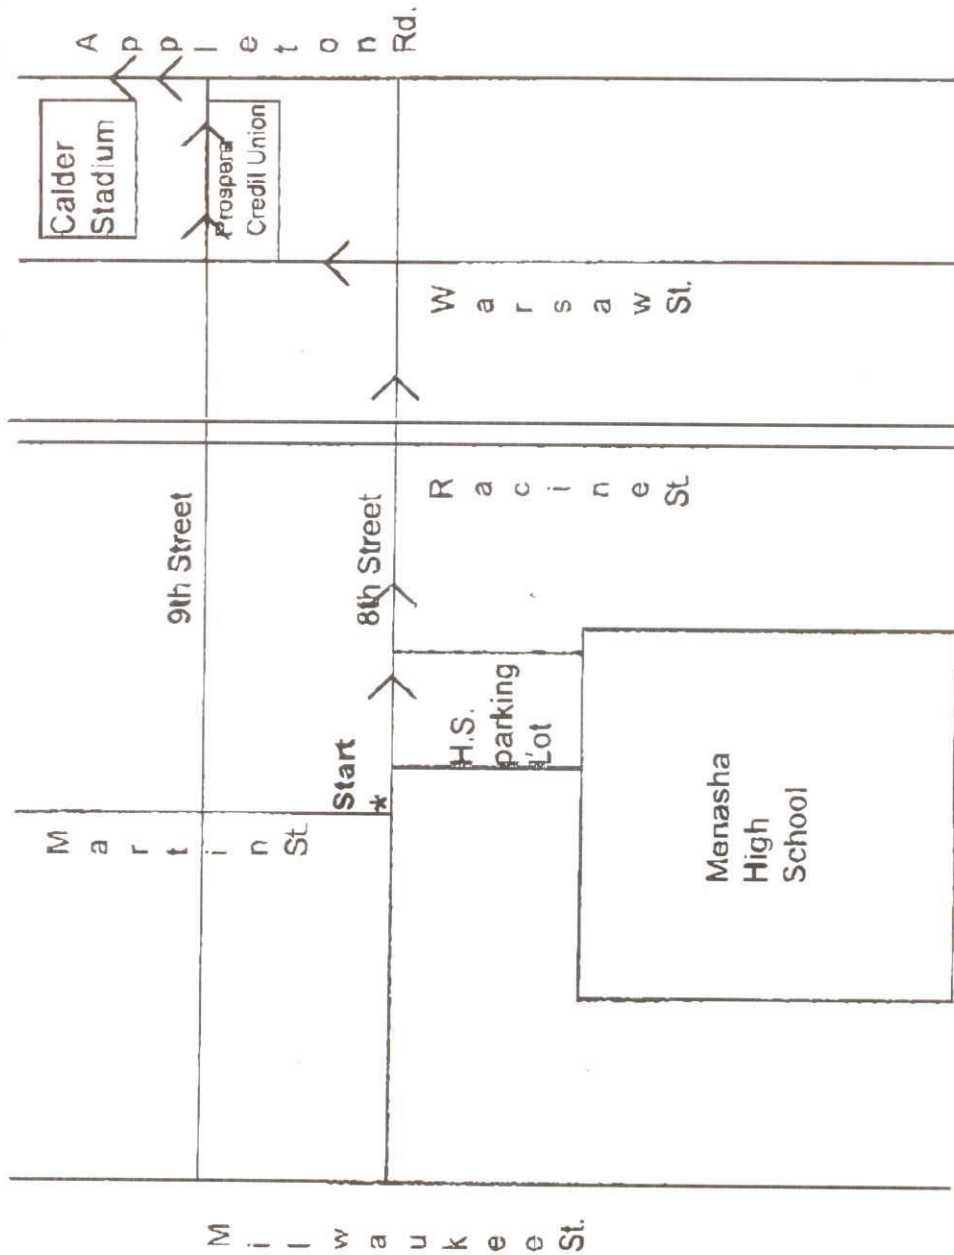 Appleton Rd.
Calder
Stadium
Prospera
Credit Union
Warsaw St.
9th Street
8th Street
Racine St.
Martin St.
Start
*
H.S.
parking
Lot
Menasha
High
School
Milwaukee St.